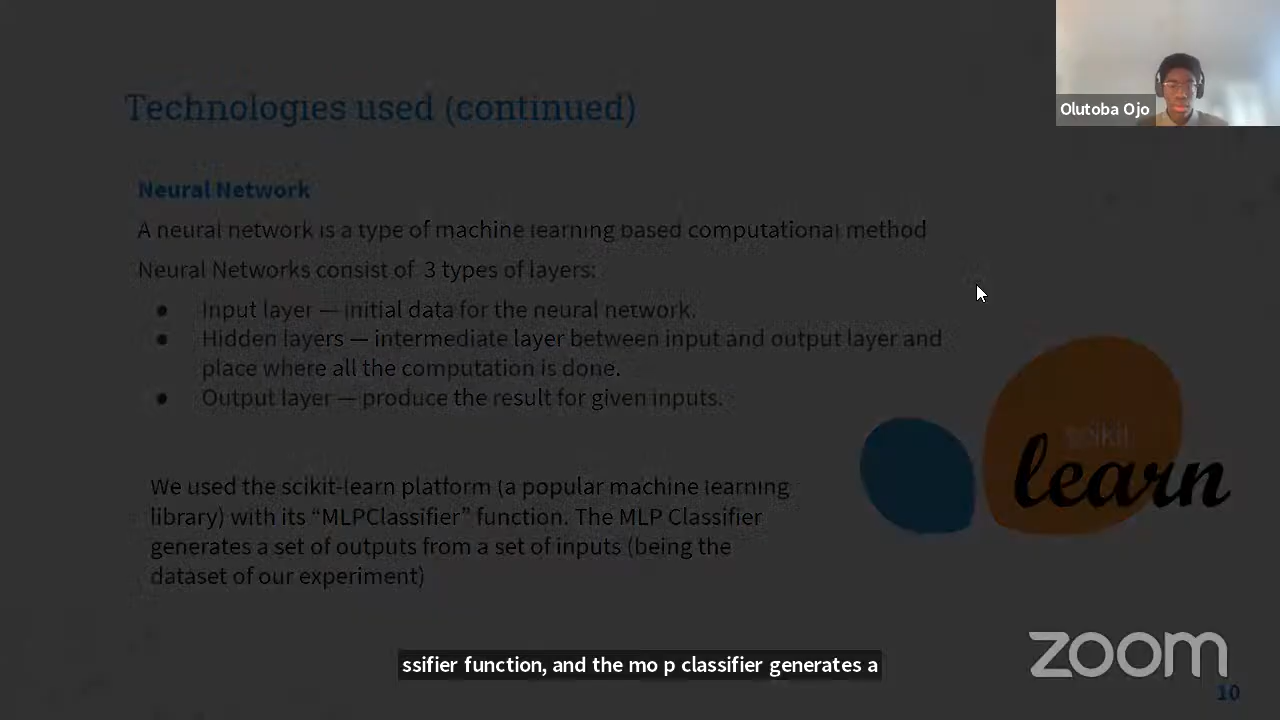 Olutoba Ojo
Technologies used (continued)
Neural Network
A neural network is a type of machine learning based computational method
Neural Networks consist of 3 types of layers:
● Input layer — initial data for the neural network.
● Hidden layers — intermediate layer between input and output layer and
place where all the computation is done.
● Output layer — produce the result for given inputs.
scikit
learn
We used the scikit-learn platform (a popular machine learning
library) with its “MLPClassifier” function. The MLP Classifier
generates a set of outputs from a set of inputs (being the
dataset of our experiment)
ssifier function, and the mo p classifier generates a
zoom
10